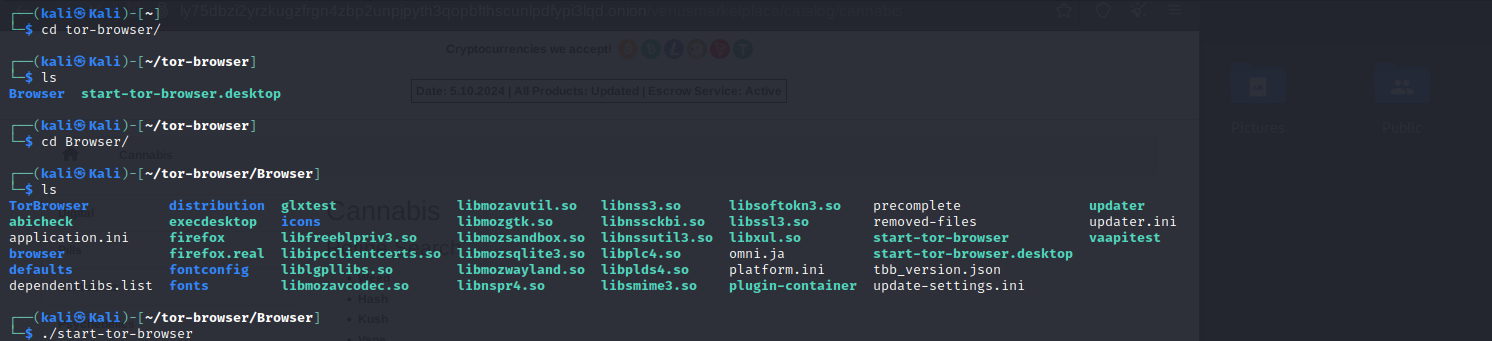 ┌──(kali㉿Kali)-[~]
└─$ cd tor-browser/
Cryptocurrencies we accept!
┌──(kali㉿Kali)-[~/tor-browser]
└─$ ls
Browser  start-tor-browser.desktop
Date: 5.10.2024 | All Products: Updated | Escrow Service: Active
Pictures
Public
┌──(kali㉿Kali)-[~/tor-browser]
└─$ cd Browser/
Cannabis
┌──(kali㉿Kali)-[~/tor-browser/Browser]
└─$ ls
TorBrowser distribution glxtest libmozavutil.so libnss3.so libsoftokn3.so precomplete updater
abicheck execdesktop icons libmozgtk.so libnssckbi.so libssl3.so removed-files updater.ini
application.ini firefox libfreeblpriv3.so libmozsandbox.so libnssutil3.so libxul.so start-tor-browser vaapitest
browser firefox.real libipcclientcerts.so libmozsqlite3.so libplc4.so omni.ja start-tor-browser.desktop
defaults fontconfig liblgpllibs.so libmozwayland.so libplds4.so platform.ini tbb_version.json
dependentlibs.list fonts libmozavcodec.so libnspr4.so libsmime3.so plugin-container update-settings.ini
Cannabis
Hash
Kush
┌──(kali㉿Kali)-[~/tor-browser/Browser]
└─$ ./start-tor-browser